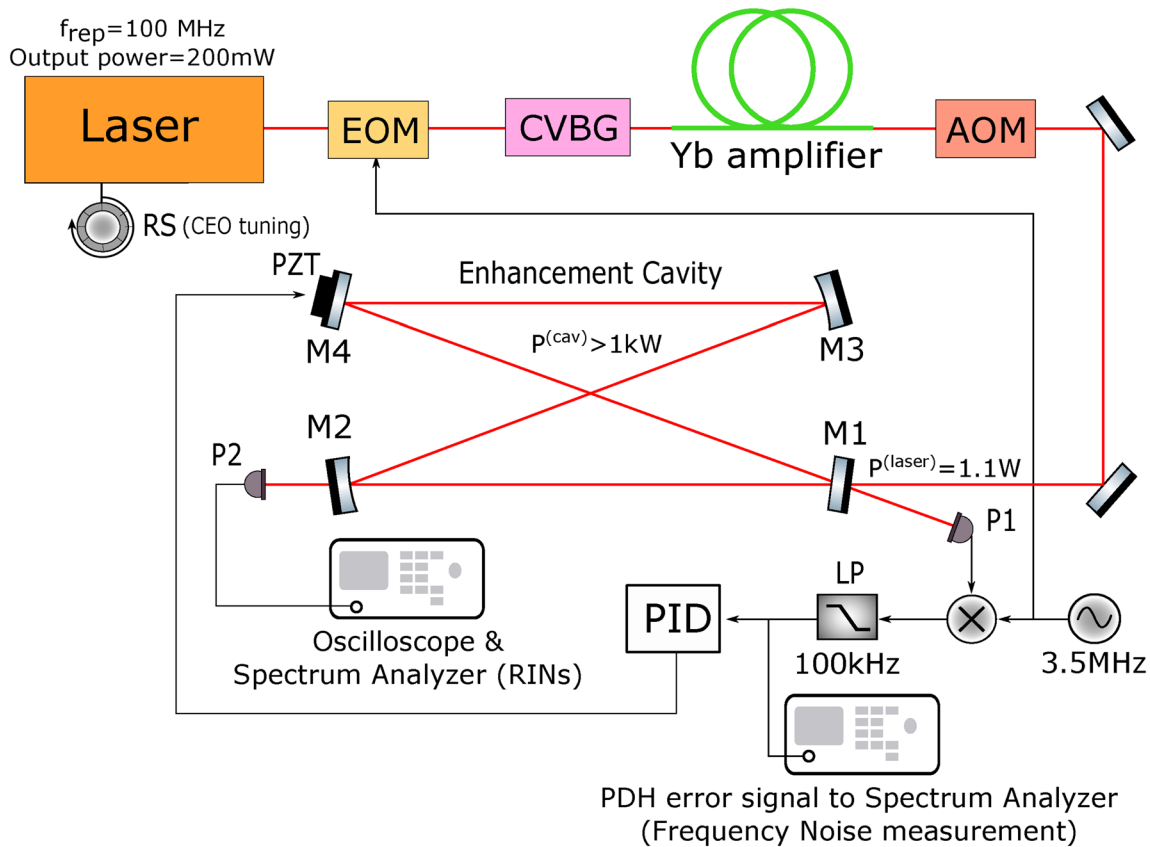 f_rep=100 MHz
Output power=200mW
Laser
EOM
CVBG
Yb amplifier
AOM
RS (CEO tuning)
PZT
Enhancement Cavity
M4
P^(cav)>1kW
M3
M2
M1
P2
P^(laser)=1.1W
P1
LP
PID
100kHz
3.5MHz
Oscilloscope &
Spectrum Analyzer (RINs)
PDH error signal to Spectrum Analyzer
(Frequency Noise measurement)